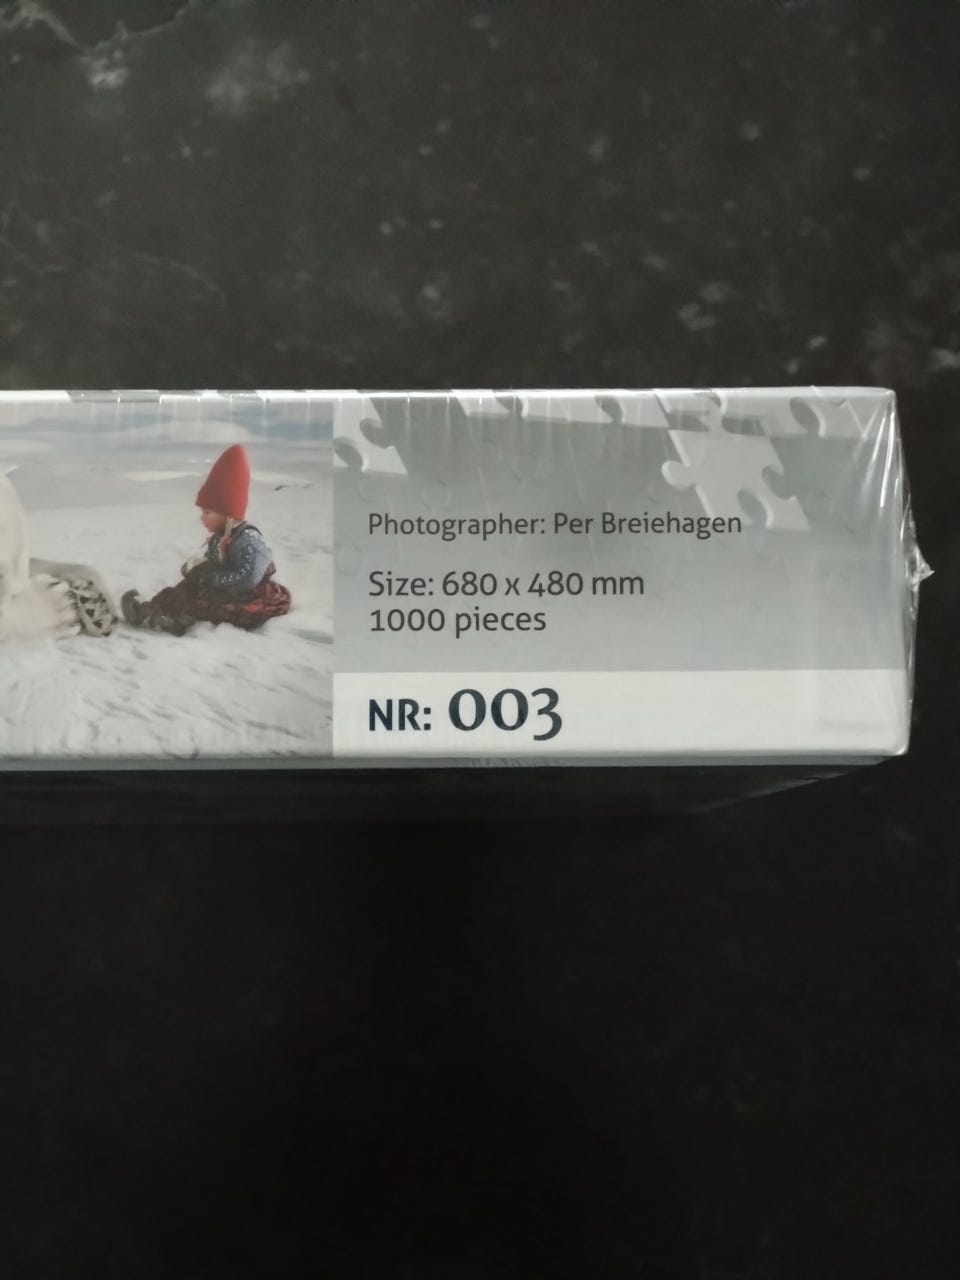 Photographer: Per Breiehagen
Size: 680 x 480 mm
1000 pieces
NR: 003